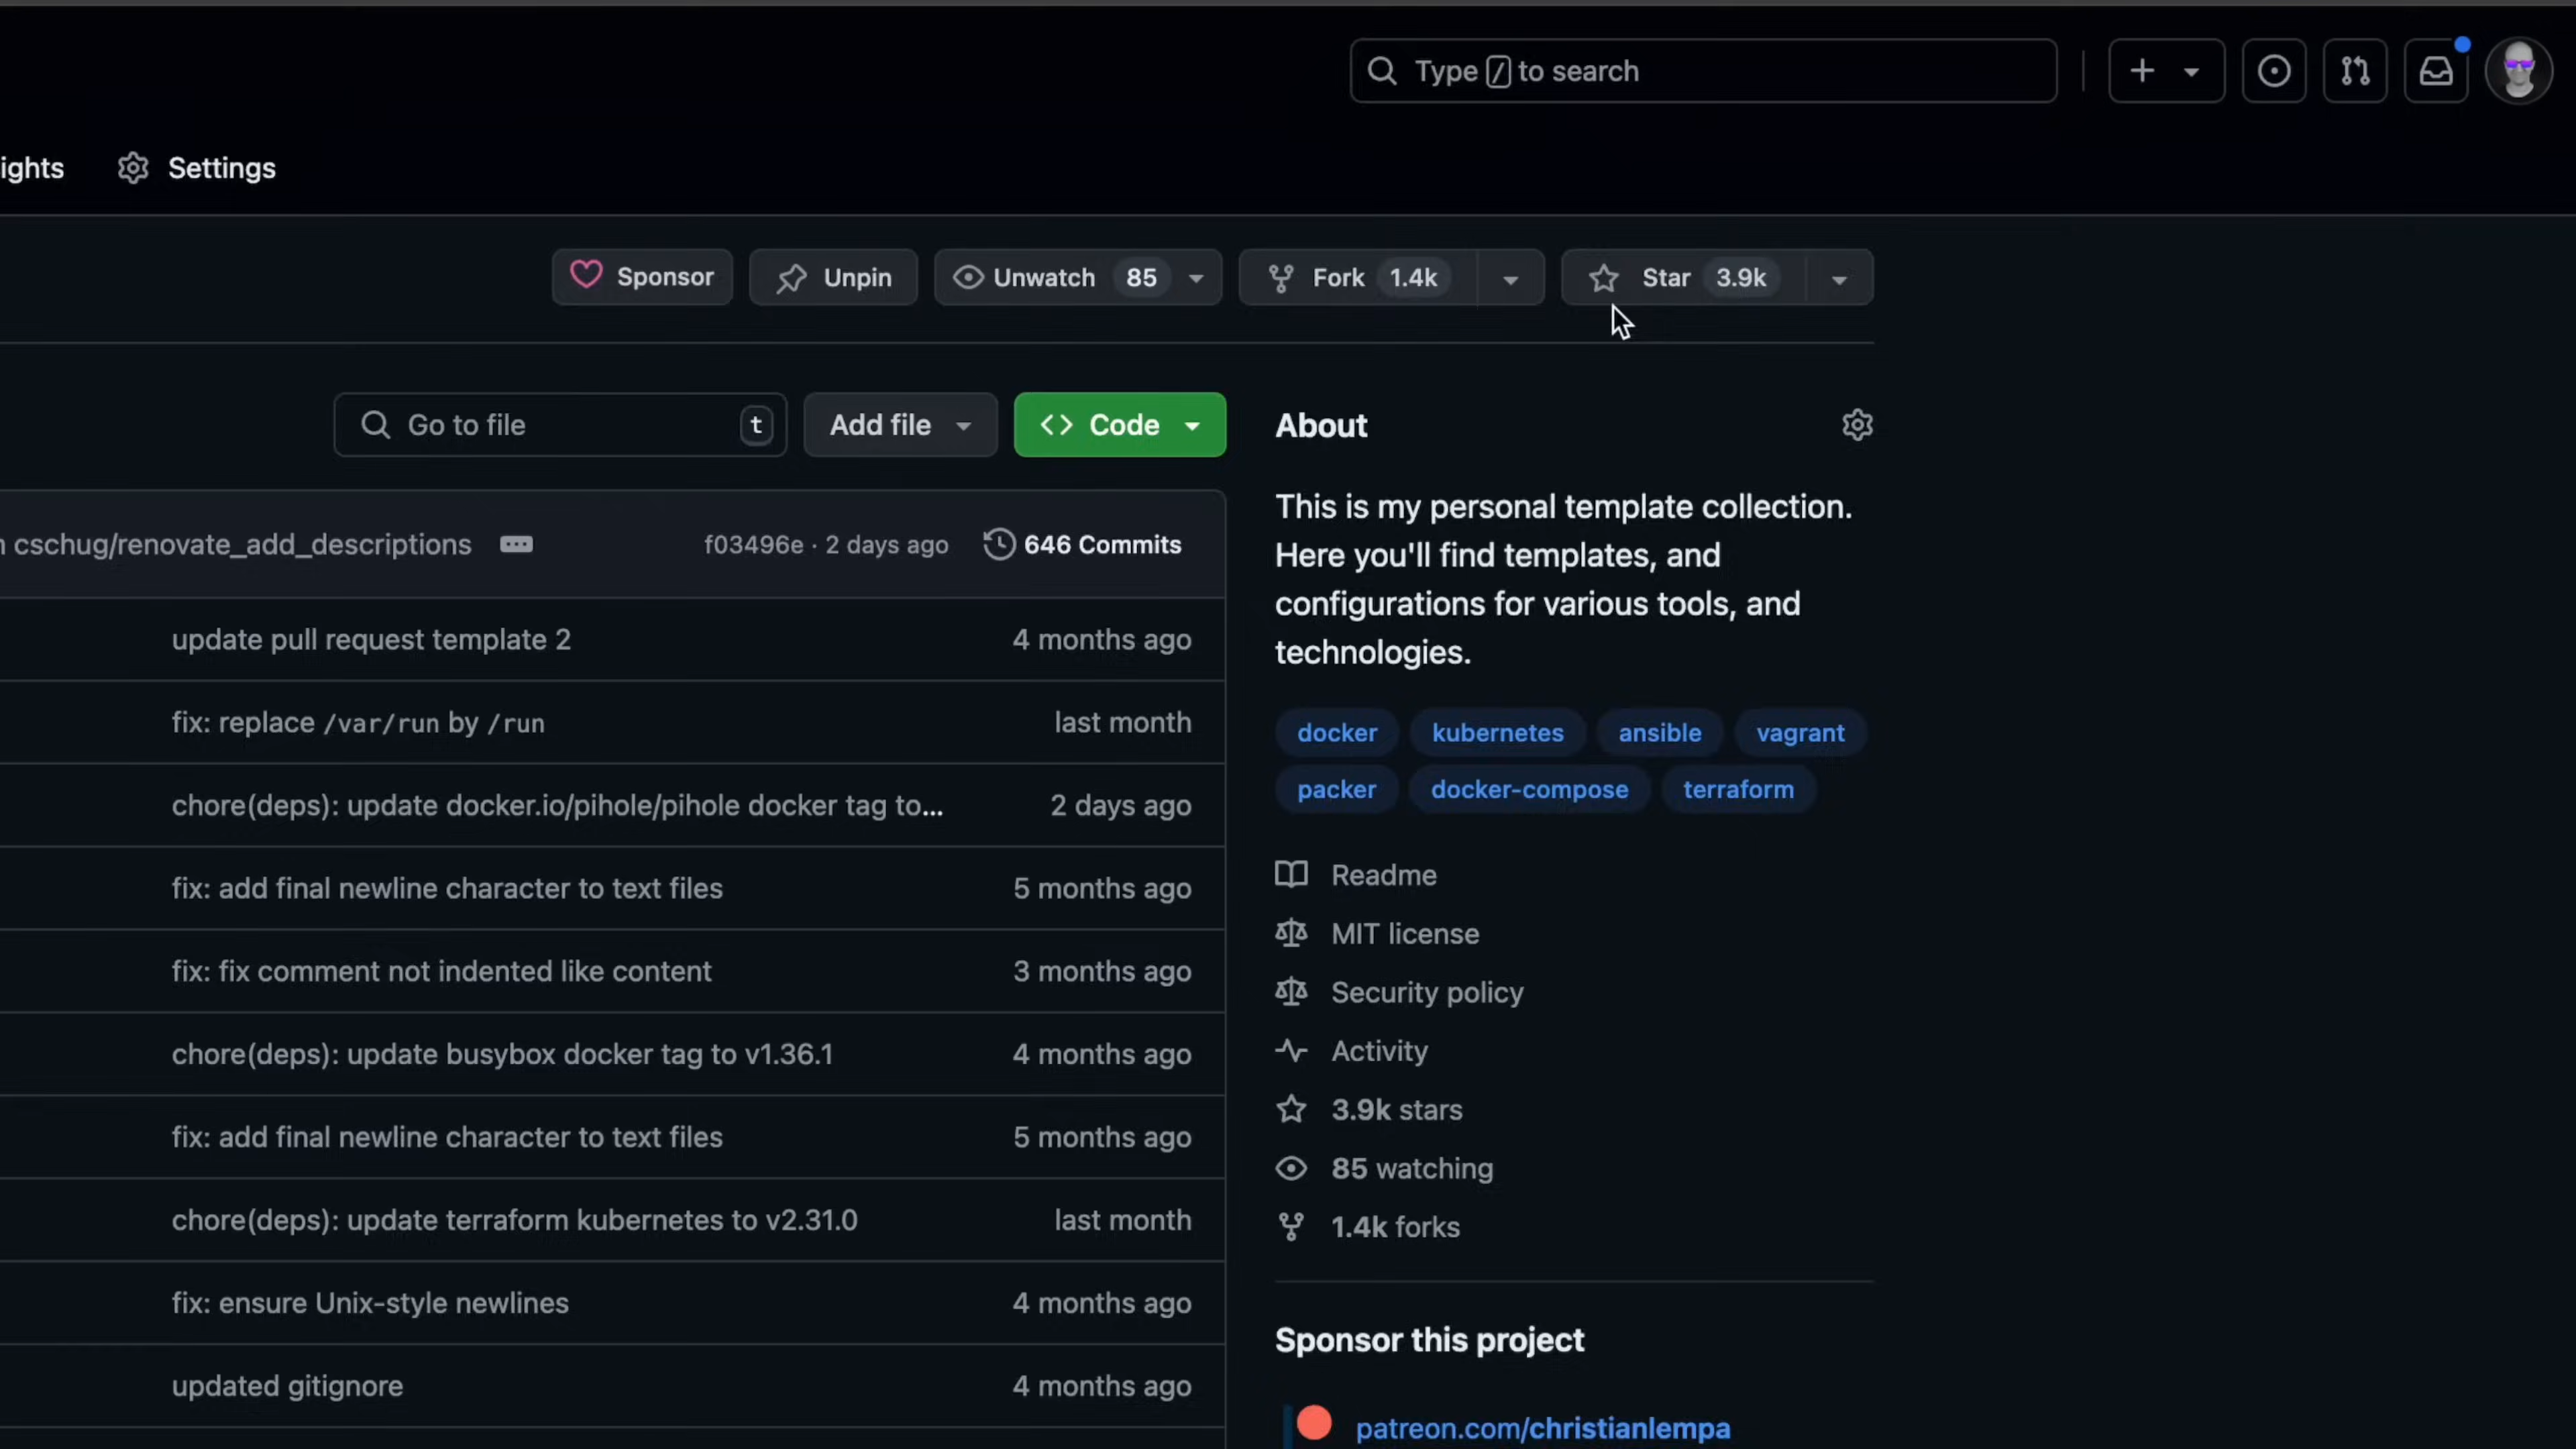 Type / to search
ights Settings
Sponsor Unpin Unwatch 85 Fork 1.4k Star 3.9k
Go to file t Add file Code
cschug/renovate_add_descriptions f03496e · 2 days ago 646 Commits
update pull request template 2 4 months ago
fix: replace /var/run by /run last month
chore(deps): update docker.io/pihole/pihole docker tag to... 2 days ago
fix: add final newline character to text files 5 months ago
fix: fix comment not indented like content 3 months ago
chore(deps): update busybox docker tag to v1.36.1 4 months ago
fix: add final newline character to text files 5 months ago
chore(deps): update terraform kubernetes to v2.31.0 last month
fix: ensure Unix-style newlines 4 months ago
updated gitignore 4 months ago
About
This is my personal template collection.
Here you'll find templates, and
configurations for various tools, and
technologies.
docker kubernetes ansible vagrant
packer docker-compose terraform
Readme
MIT license
Security policy
Activity
3.9k stars
85 watching
1.4k forks
Sponsor this project
patreon.com/christianlempa